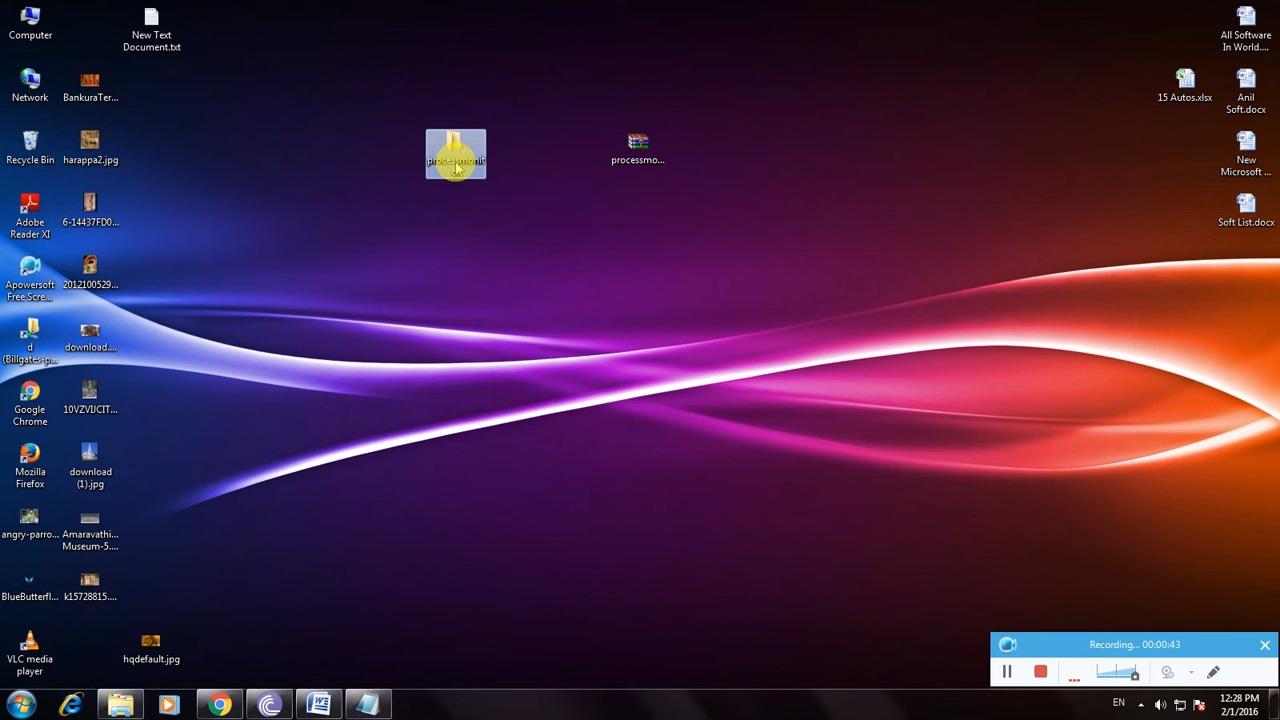 Computer
New Text
Document.txt
All Software
In World....
Network
BankuraTer...
15 Autos.xlsx
Anil
Soft.docx
Recycle Bin
harappa2.jpg
processmonit
processmo...
New
Microsoft ...
Adobe
Reader XI
6-14437FD0...
Soft List.docx
Apowersoft
Free Scre...
2012100529...
d
(Billgates-p...
download....
Google
Chrome
10VZVIJCIT...
Mozilla
Firefox
download
(1).jpg
angry-parro...
Amaravathi
Museum-5....
BlueButterfl...
k15728815....
VLC media
player
hqdefault.jpg
Recording... 00:00:43
EN
12:28 PM
2/1/2016